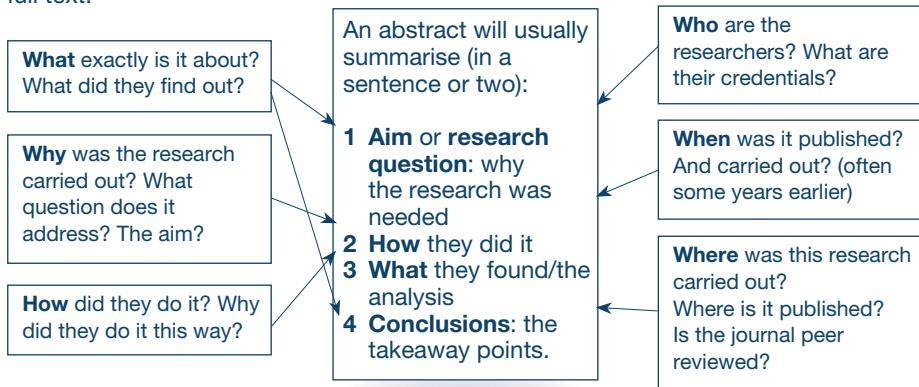 full text.
What exactly is it about?
What did they find out?
Why was the research
carried out? What
question does it
address? The aim?
How did they do it? Why
did they do it this way?
An abstract will usually
summarise (in a
sentence or two):
1 Aim or research
question: why
the research was
needed
2 How they did it
3 What they found/the
analysis
4 Conclusions: the
takeaway points.
Who are the
researchers? What are
their credentials?
When was it published?
And carried out? (often
some years earlier)
Where was this research
carried out?
Where is it published?
Is the journal peer
reviewed?